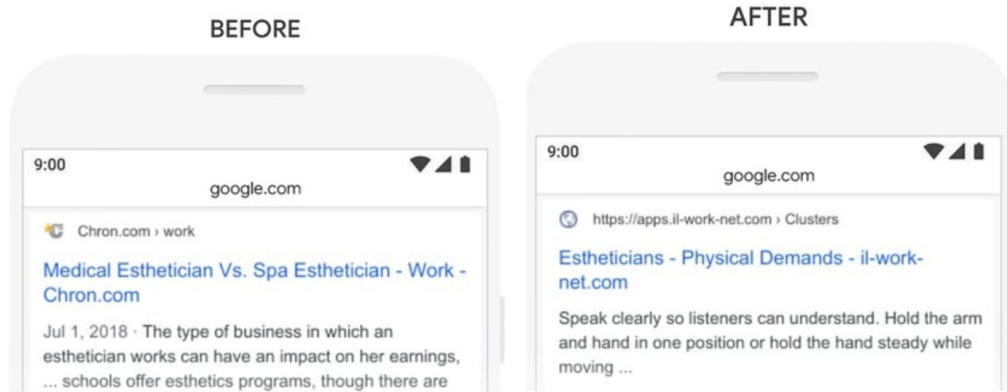 BEFORE
9:00
google.com
Chron.com › work
Medical Esthetician Vs. Spa Esthetician - Work -
Chron.com
Jul 1, 2018 · The type of business in which an
esthetician works can have an impact on her earnings,
... schools offer esthetics programs, though there are
AFTER
9:00
google.com
https://apps.il-work-net.com › Clusters
Estheticians - Physical Demands - il-work-
net.com
Speak clearly so listeners can understand. Hold the arm
and hand in one position or hold the hand steady while
moving ...